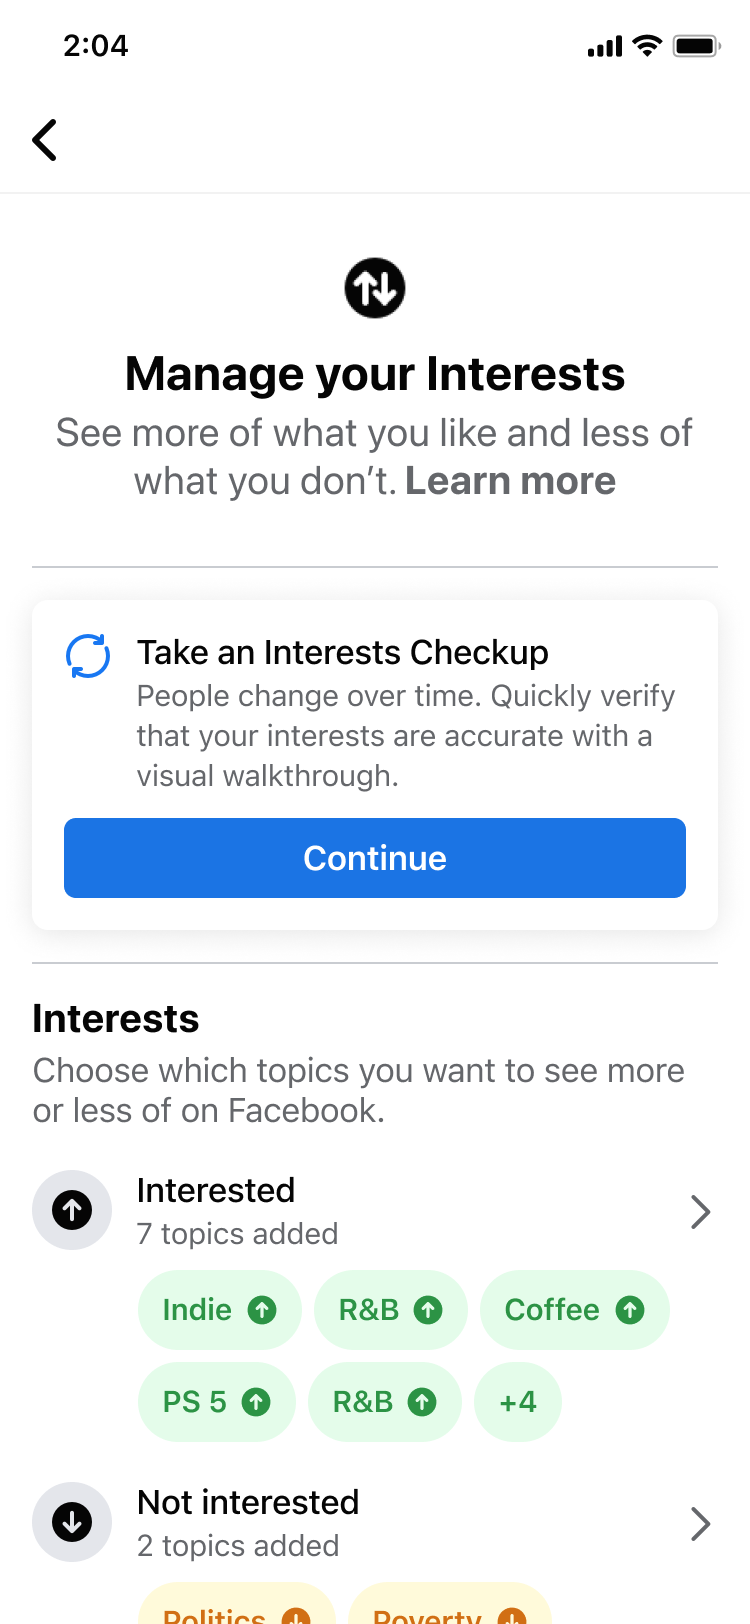 2:04
Manage your Interests
See more of what you like and less of
what you don’t. Learn more
Take an Interests Checkup
People change over time. Quickly verify
that your interests are accurate with a
visual walkthrough.
Continue
Interests
Choose which topics you want to see more
or less of on Facebook.
Interested
7 topics added
Indie R&B Coffee
PS 5 R&B +4
Not interested
2 topics added
Politics Poverty